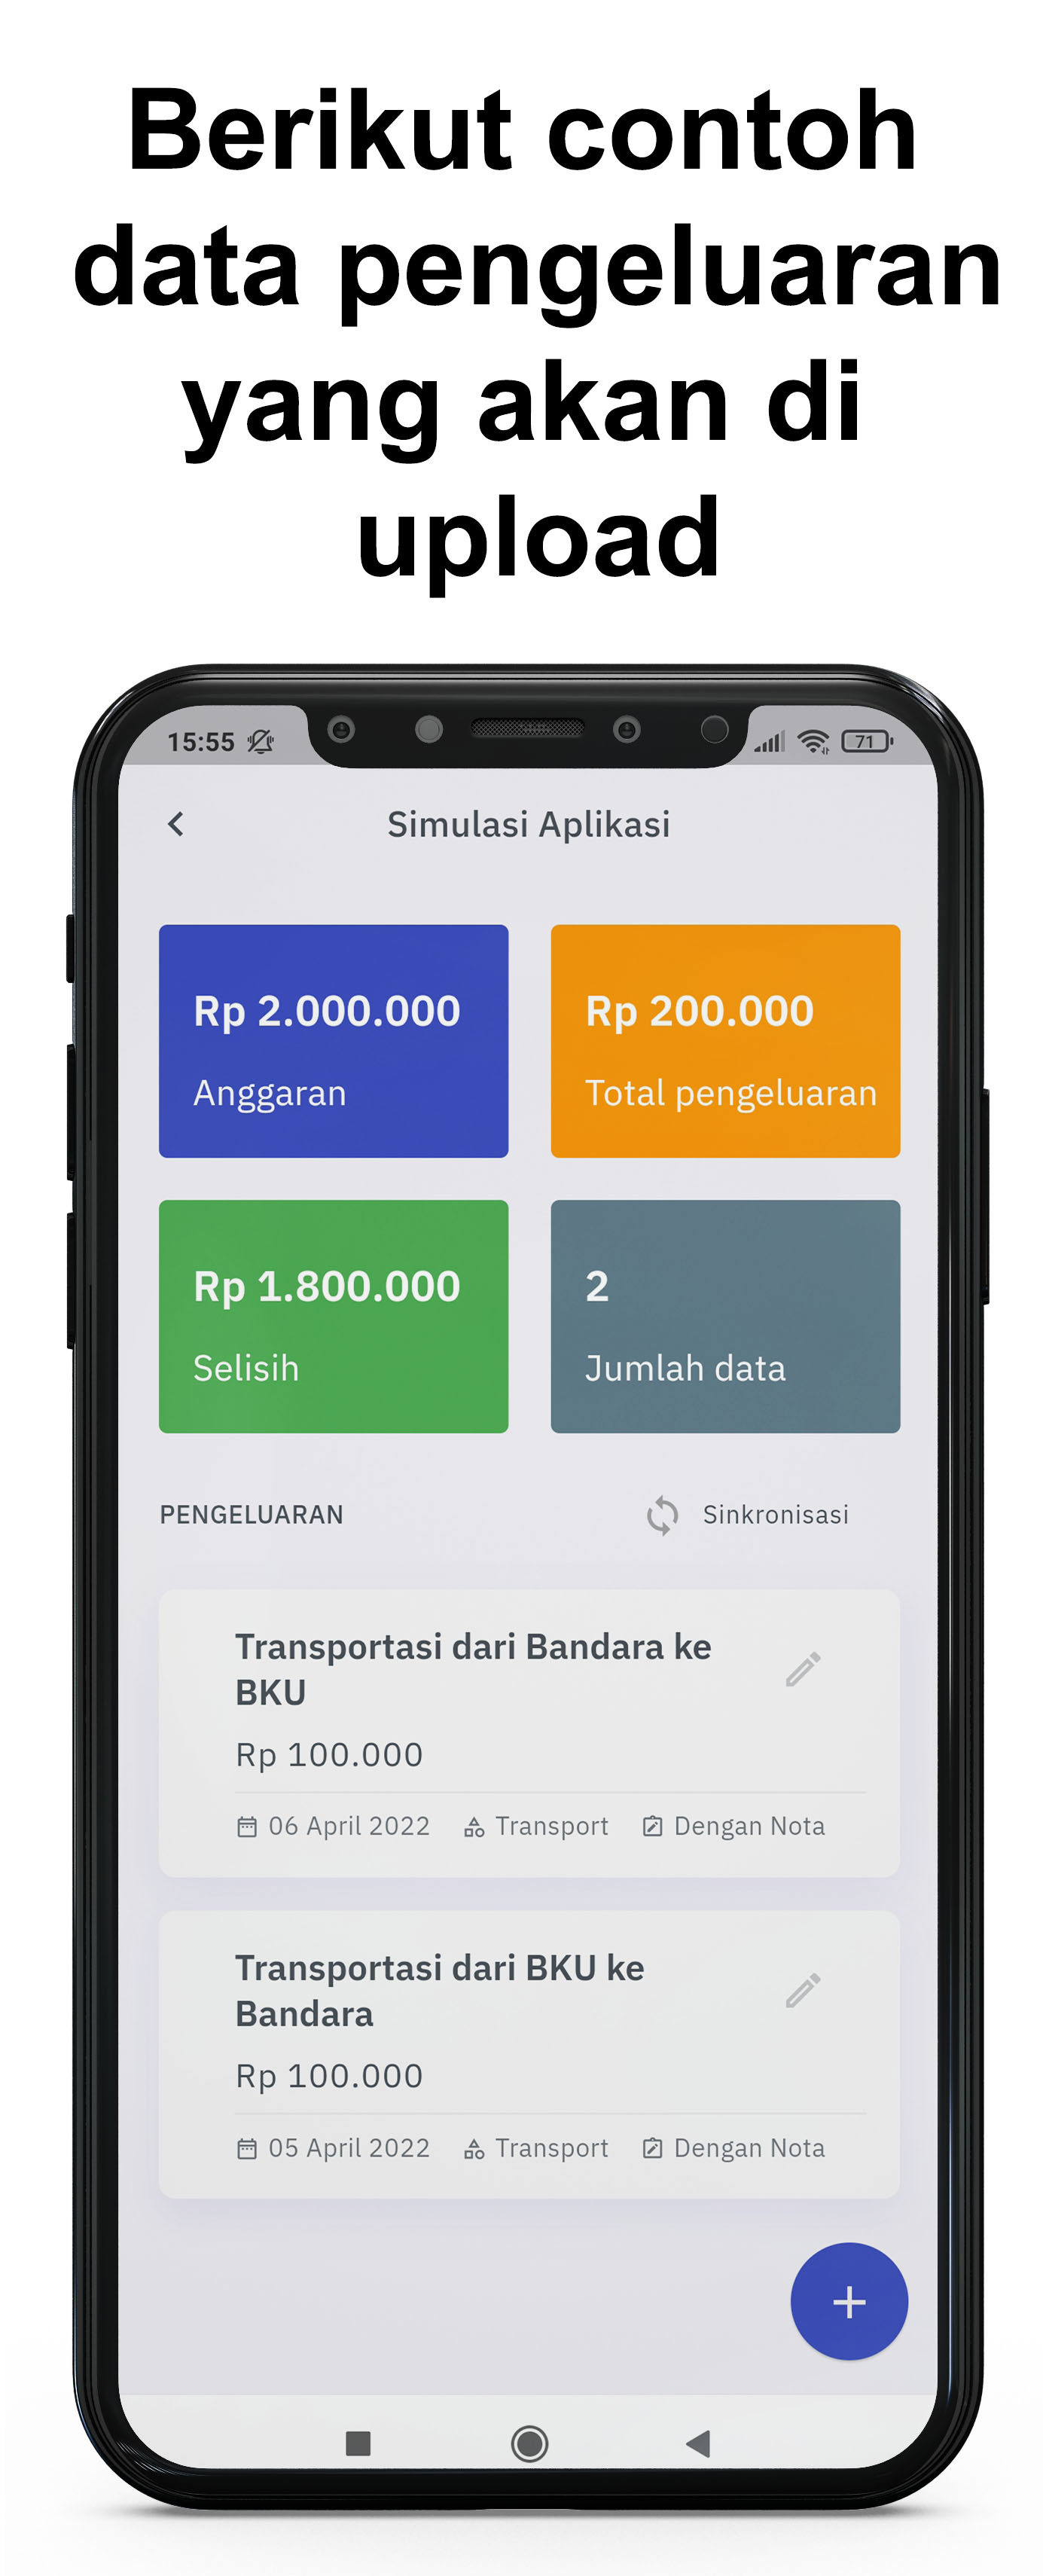 Berikut contoh
data pengeluaran
yang akan di
upload
15:55
71
Simulasi Aplikasi
Rp 2.000.000
Anggaran
Rp 200.000
Total pengeluaran
Rp 1.800.000
Selisih
2
Jumlah data
PENGELUARAN
Sinkronisasi
Transportasi dari Bandara ke
BKU
Rp 100.000
06 April 2022 Transport Dengan Nota
Transportasi dari BKU ke
Bandara
Rp 100.000
05 April 2022 Transport Dengan Nota